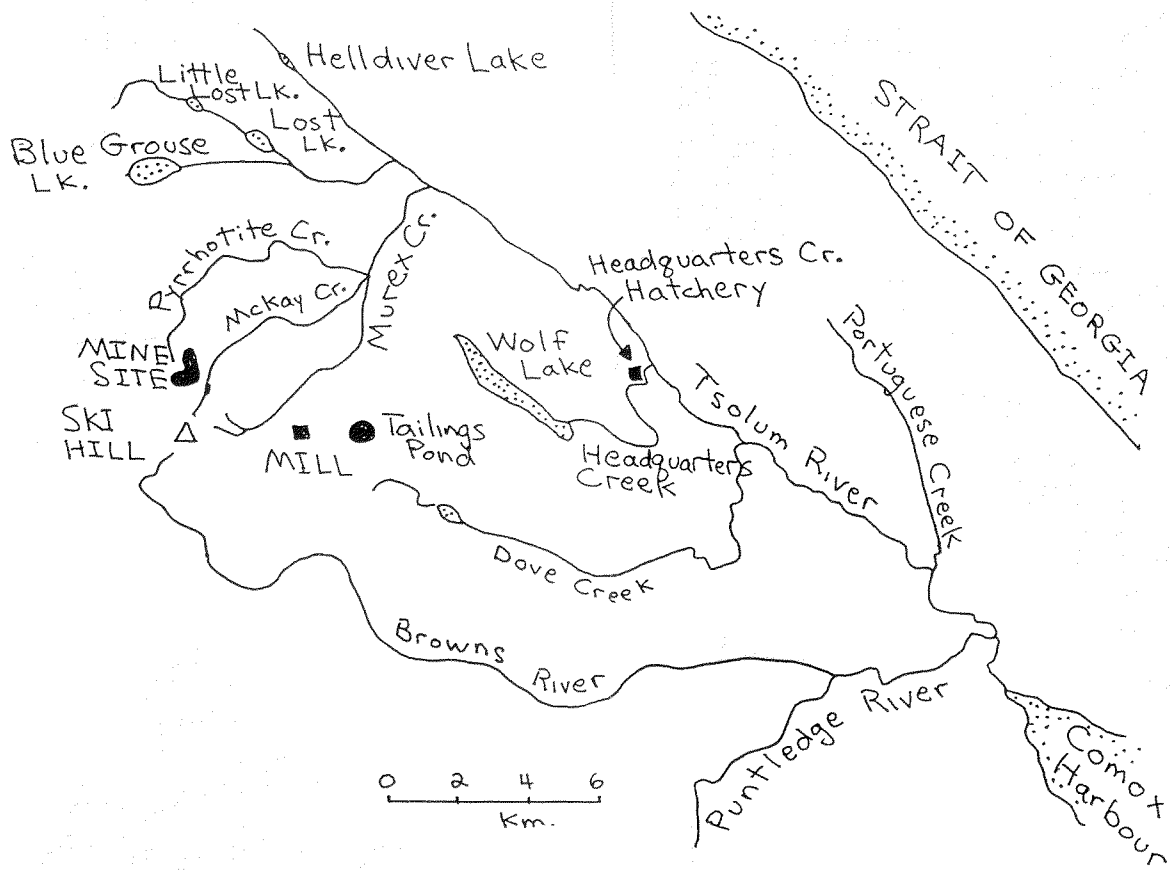 Helldiver Lake
Little
Lost Lk.
Lost
Lk.
Blue Grouse
Lk.
STRAIT OF GEORGIA
Pyrrhotite Cr.
McKay Cr.
Murex Cr.
Headquarters Cr.
Hatchery
MINE
SITE
Wolf
Lake
Portuguese Creek
Tsolum River
SKI
HILL
MILL
Tailings
Pond
Headquarters
Creek
Dove Creek
Browns River
Puntledge River
Comox
Harbour
0 2 4 6
Km.